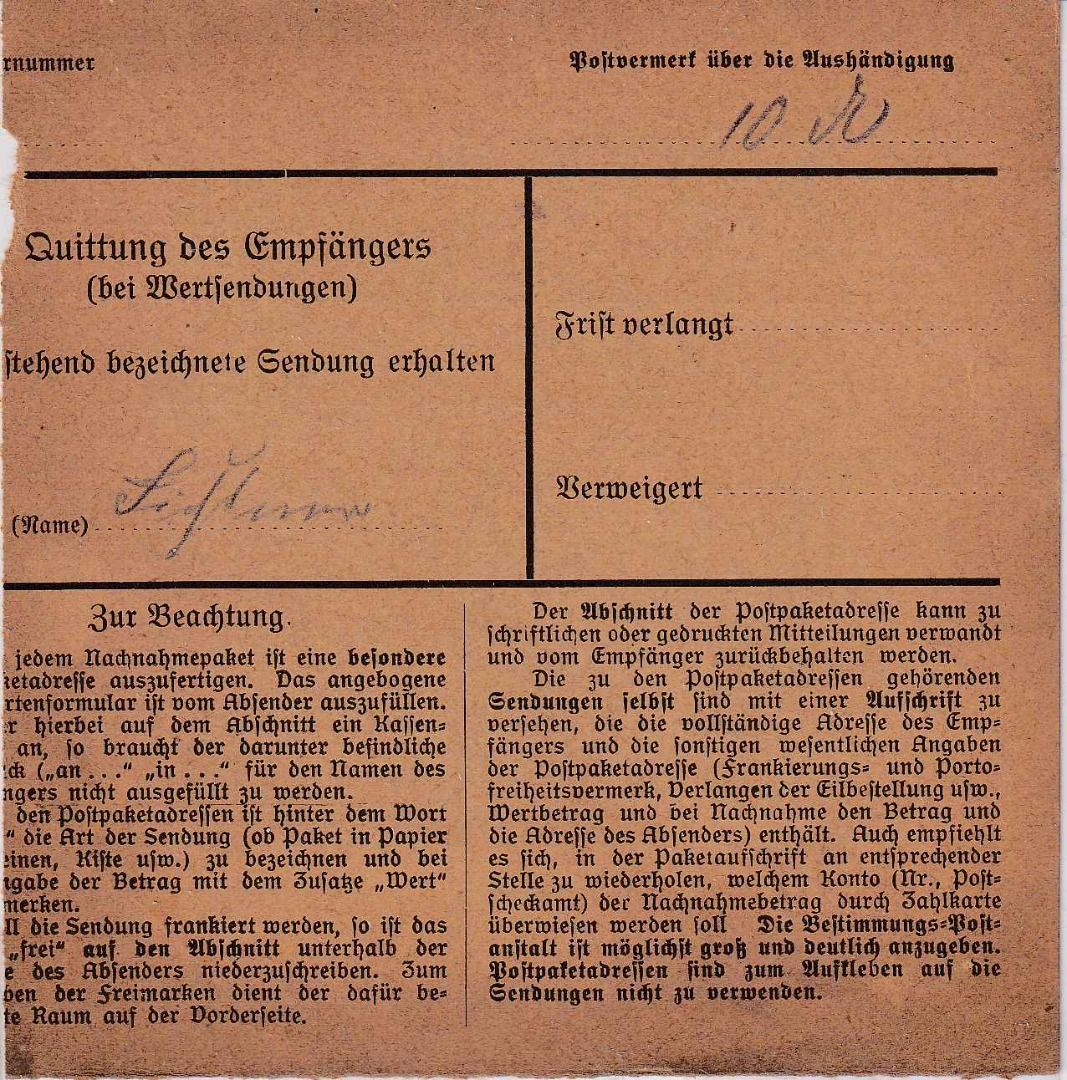 rnummer
Postvermerk über die Aushändigung
10
Quittung des Empfängers
(bei Wertsendungen)
stehend bezeichnete Sendung erhalten
(Name)
Frist verlangt
Verweigert
Zur Beachtung.
jedem Nachnahmepaket ist eine besondere
ketadresse auszufertigen. Das angebogene
rtenformular ist vom Absender auszufüllen.
r hierbei auf dem Abschnitt ein Kassen-
an, so braucht der darunter befindliche
ck („an . . .“ „in . . .“ für den Namen des
ngers nicht ausgefüllt zu werden.
den Postpaketadressen ist hinter dem Wort
“ die Art der Sendung (ob Paket in Papier
einen, Kiste usw.) zu bezeichnen und bei
ngabe der Betrag mit dem Zusatze „Wert“
merken.
ll die Sendung frankiert werden, so ist das
„frei“ auf den Abschnitt unterhalb der
e des Absenders niederzuschreiben. Zum
ben der Freimarken dient der dafür be-
te Raum auf der Vorderseite.
Der Abschnitt der Postpaketadresse kann zu
schriftlichen oder gedruckten Mitteilungen verwandt
und vom Empfänger zurückbehalten werden.
Die zu den Postpaketadressen gehörenden
Sendungen selbst sind mit einer Aufschrift zu
versehen, die die vollständige Adresse des Emp-
fängers und die sonstigen wesentlichen Angaben
der Postpaketadresse (Frankierungs- und Porto-
freiheitsvermerk, Verlangen der Eilbestellung usw.,
Wertbetrag und bei Nachnahme den Betrag und
die Adresse des Absenders) enthält. Auch empfiehlt
es sich, in der Paketaufschrift an entsprechender
Stelle zu wiederholen, welchem Konto (Nr., Post-
scheckamt) der Nachnahmebetrag durch Zahlkarte
überwiesen werden soll Die Bestimmungs-Post-
anstalt ist möglichst groß und deutlich anzugeben.
Postpaketadressen sind zum Aufkleben auf die
Sendungen nicht zu verwenden.